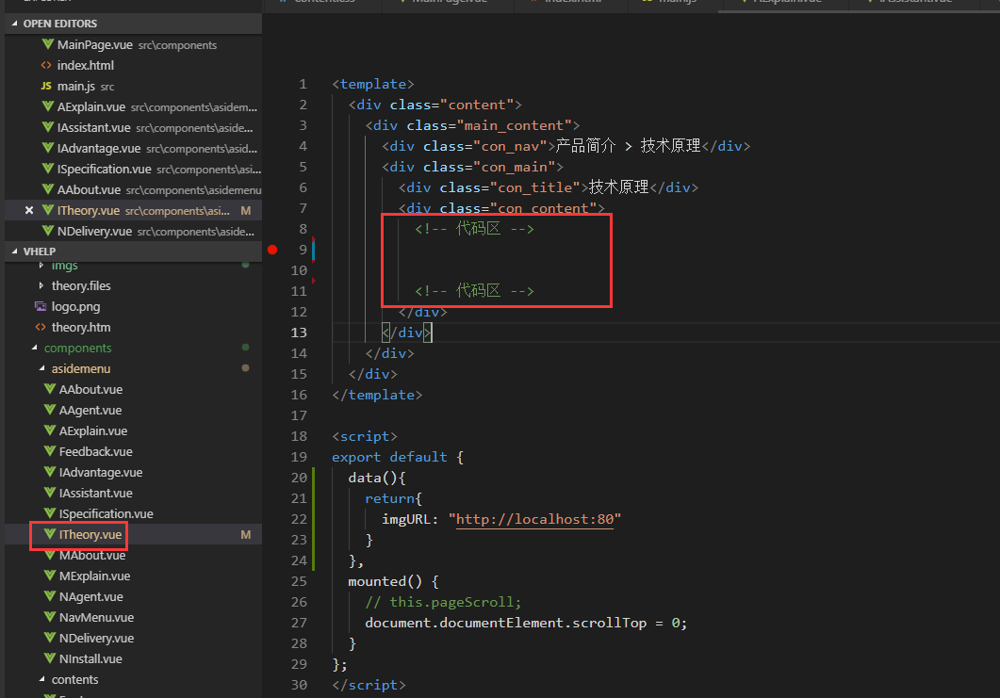 OPEN EDITORS
MainPage.vue src\components
index.html
main.js src
AExplain.vue src\components\asidem...
IAssistant.vue src\components\aside...
IAdvantage.vue src\components\asid...
ISpecification.vue src\components\asi...
AAbout.vue src\components\asidemenu
ITheory.vue src\components\asi... M
NDelivery.vue src\components\aside...
VHELP
imgs
theory.files
logo.png
theory.htm
components
asidemenu
AAbout.vue
AAgent.vue
AExplain.vue
Feedback.vue
IAdvantage.vue
IAssistant.vue
ISpecification.vue
ITheory.vue M
MAbout.vue
MExplain.vue
NAgent.vue
NavMenu.vue
NDelivery.vue
NInstall.vue
contents
1 <template>
2 <div class="content">
3 <div class="main_content">
4 <div class="con_nav">产品简介 > 技术原理</div>
5 <div class="con_main">
6 <div class="con_title">技术原理</div>
7 <div class="con_content">
8 <!-- 代码区 -->
9
10
11 <!-- 代码区 -->
12 </div>
13 </div>
14 </div>
15 </div>
16 </template>
17
18 <script>
19 export default {
20 data(){
21 return{
22 imgURL: "http://localhost:80"
23 }
24 },
25 mounted() {
26 // this.pageScroll;
27 document.documentElement.scrollTop = 0;
28 }
29 };
30 </script>